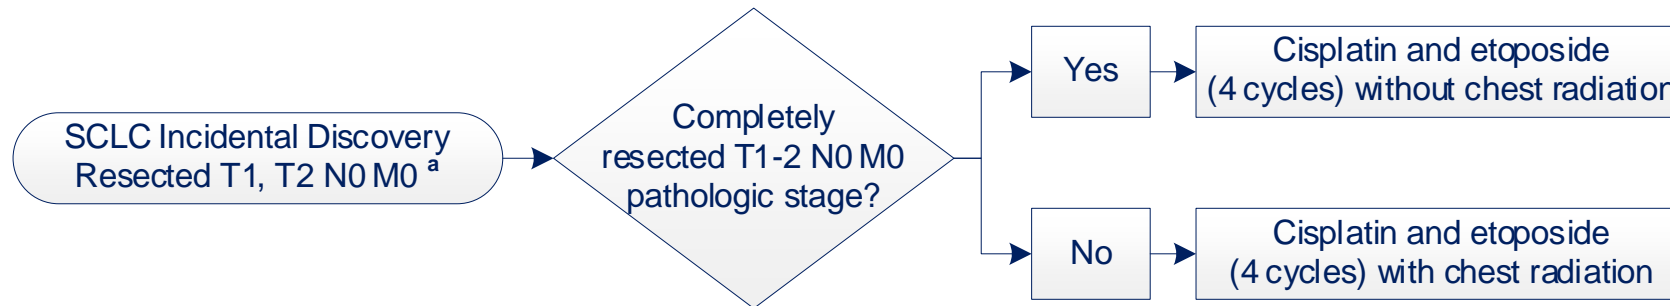 SCLC Incidental Discovery
Resected T1, T2 N0 M0 a
Completely
resected T1-2 N0 M0
pathologic stage?
Yes
Cisplatin and etoposide
(4 cycles) without chest radiation
No
Cisplatin and etoposide
(4 cycles) with chest radiation